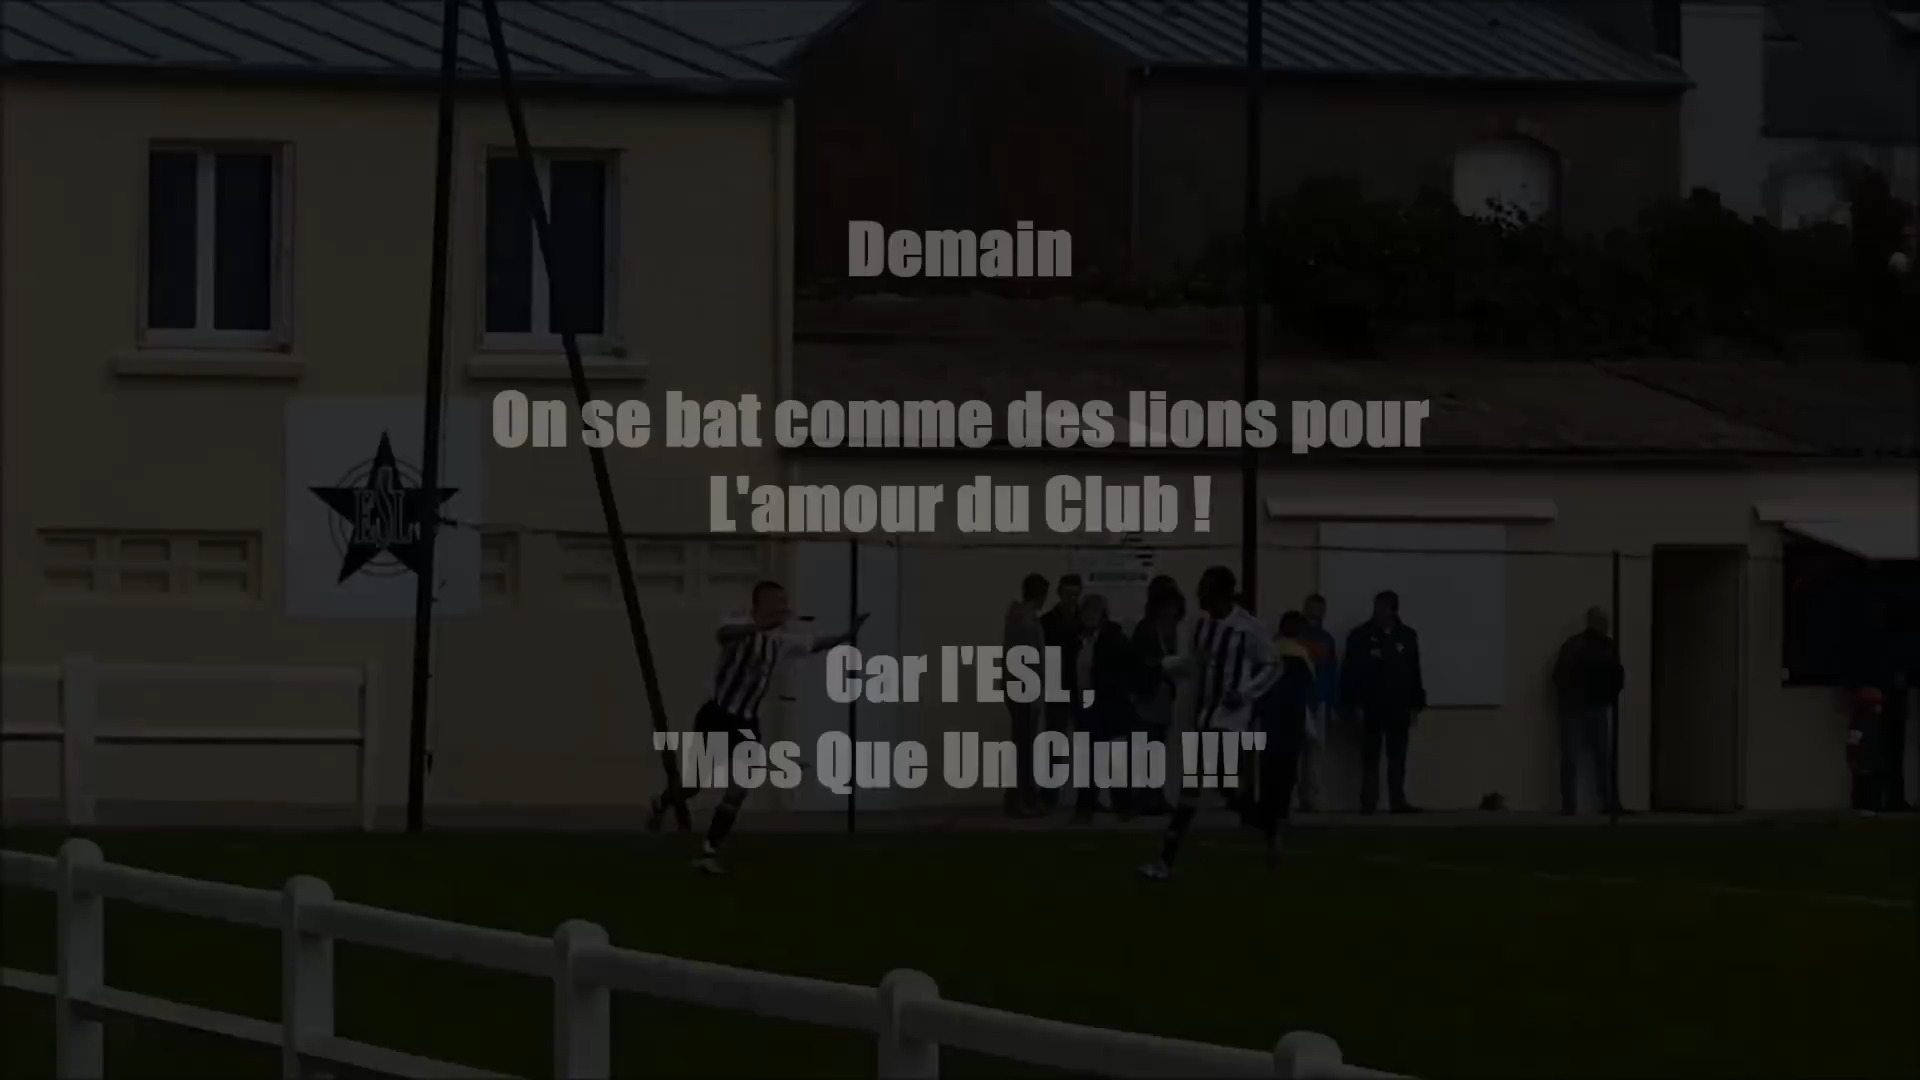 Demain
On se bat comme des lions pour
L'amour du Club !
ESL
Car l'ESL ,
"Mès Que Un Club !!!"